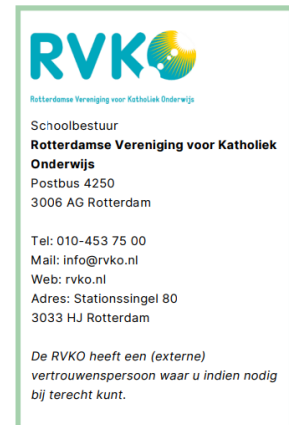 RVKO
Rotterdamse Vereniging voor Katholiek Onderwijs
Schoolbestuur
Rotterdamse Vereniging voor Katholiek
Onderwijs
Postbus 4250
3006 AG Rotterdam
Tel: 010-453 75 00
Mail: info@rvko.nl
Web: rvko.nl
Adres: Stationssingel 80
3033 HJ Rotterdam
De RVKO heeft een (externe)
vertrouwenspersoon waar u indien nodig
bij terecht kunt.